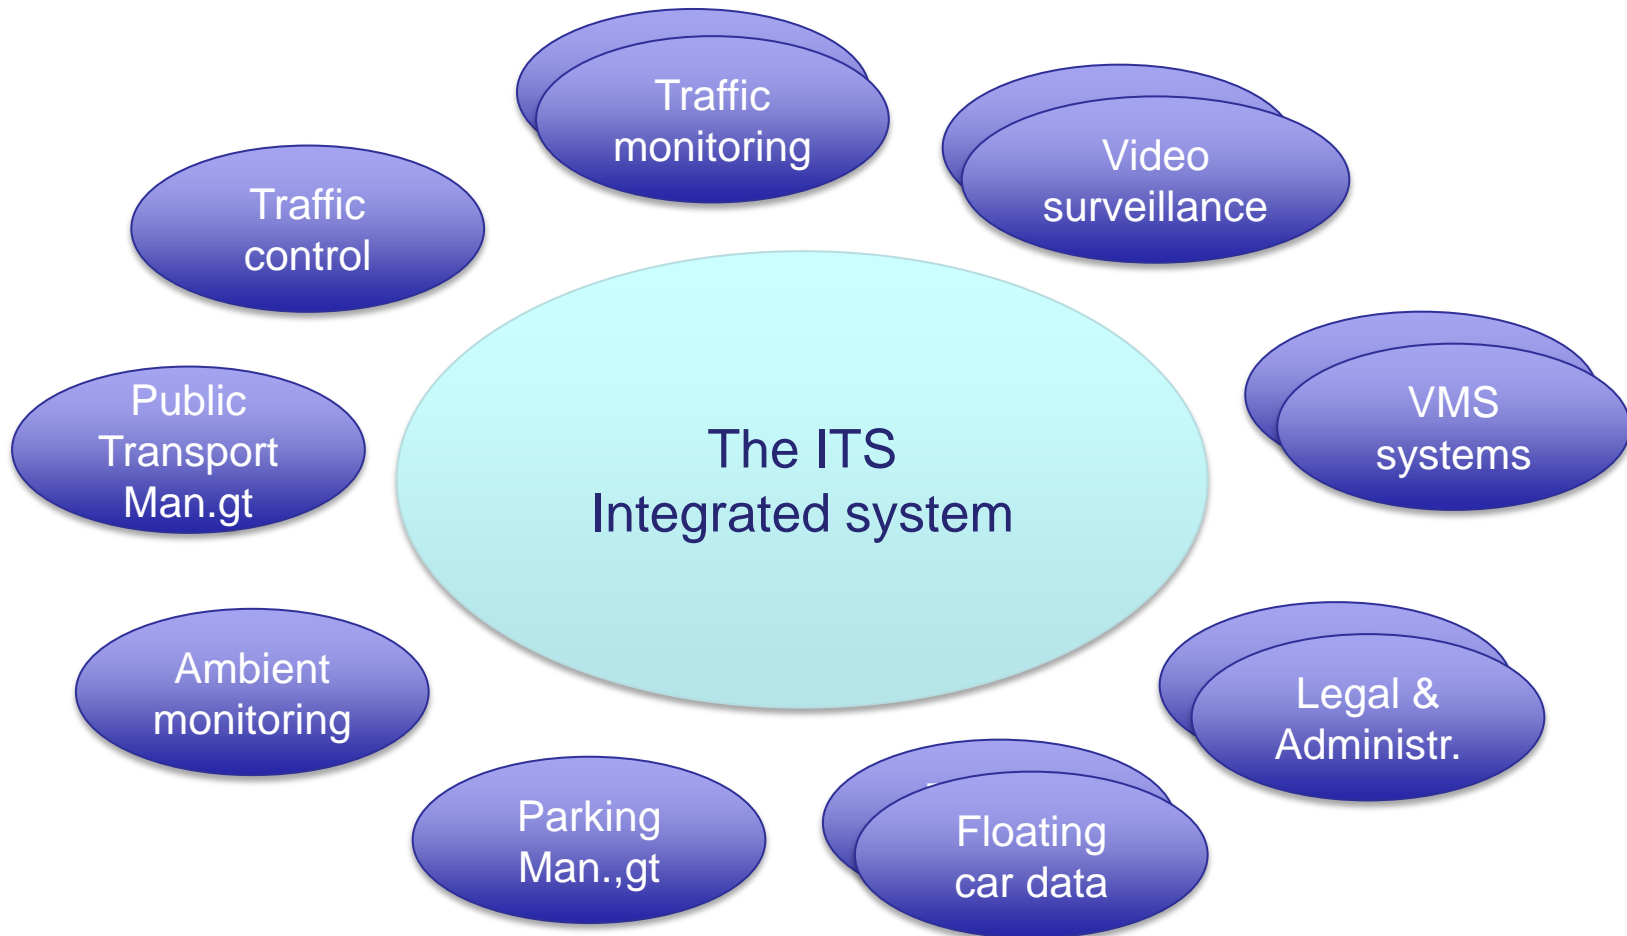 Traffic
monitoring
Video
surveillance
Traffic
control
VMS
systems
Public
Transport
Man.gt
The ITS
Integrated system
Ambient
monitoring
Legal &
Administr.
Parking
Man.,gt
Floating
car data